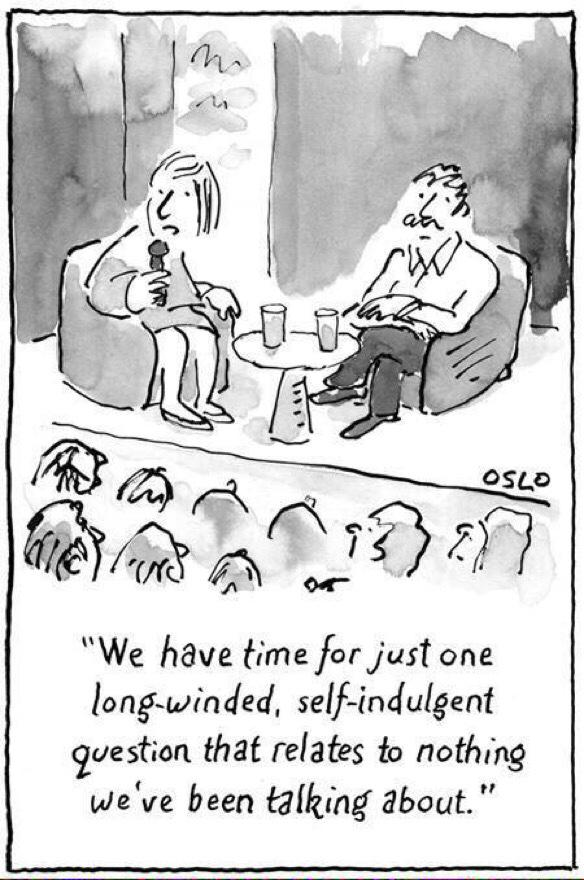 OSLO
"We have time for just one
long-winded, self-indulgent
question that relates to nothing
we've been talking about."